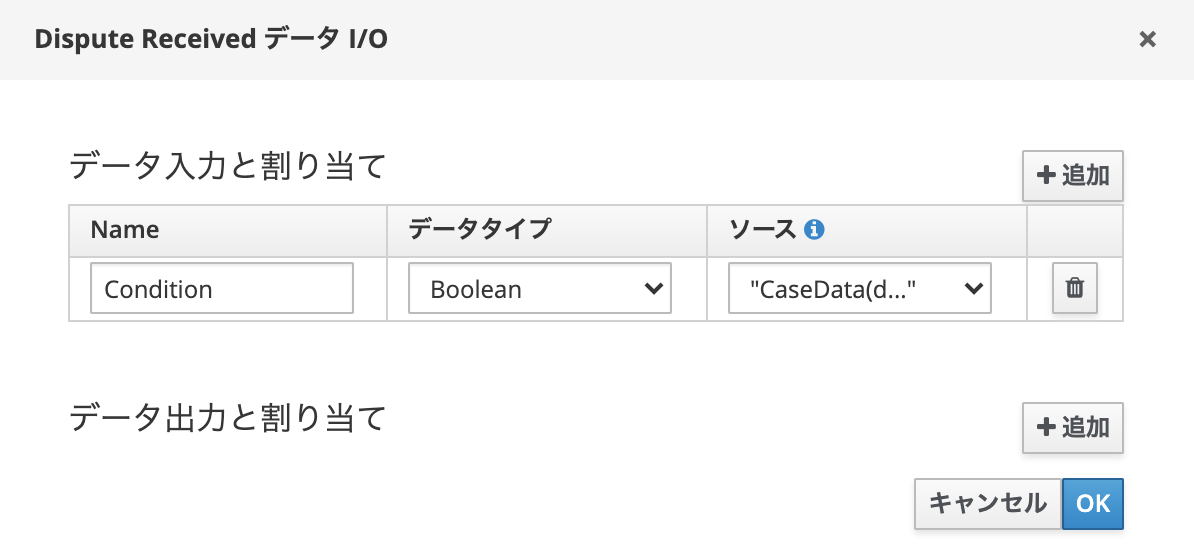 Dispute Received データ I/O
データ入力と割り当て
追加
Name データタイプ ソース
Condition Boolean "CaseData(d..."
データ出力と割り当て
追加
キャンセル OK